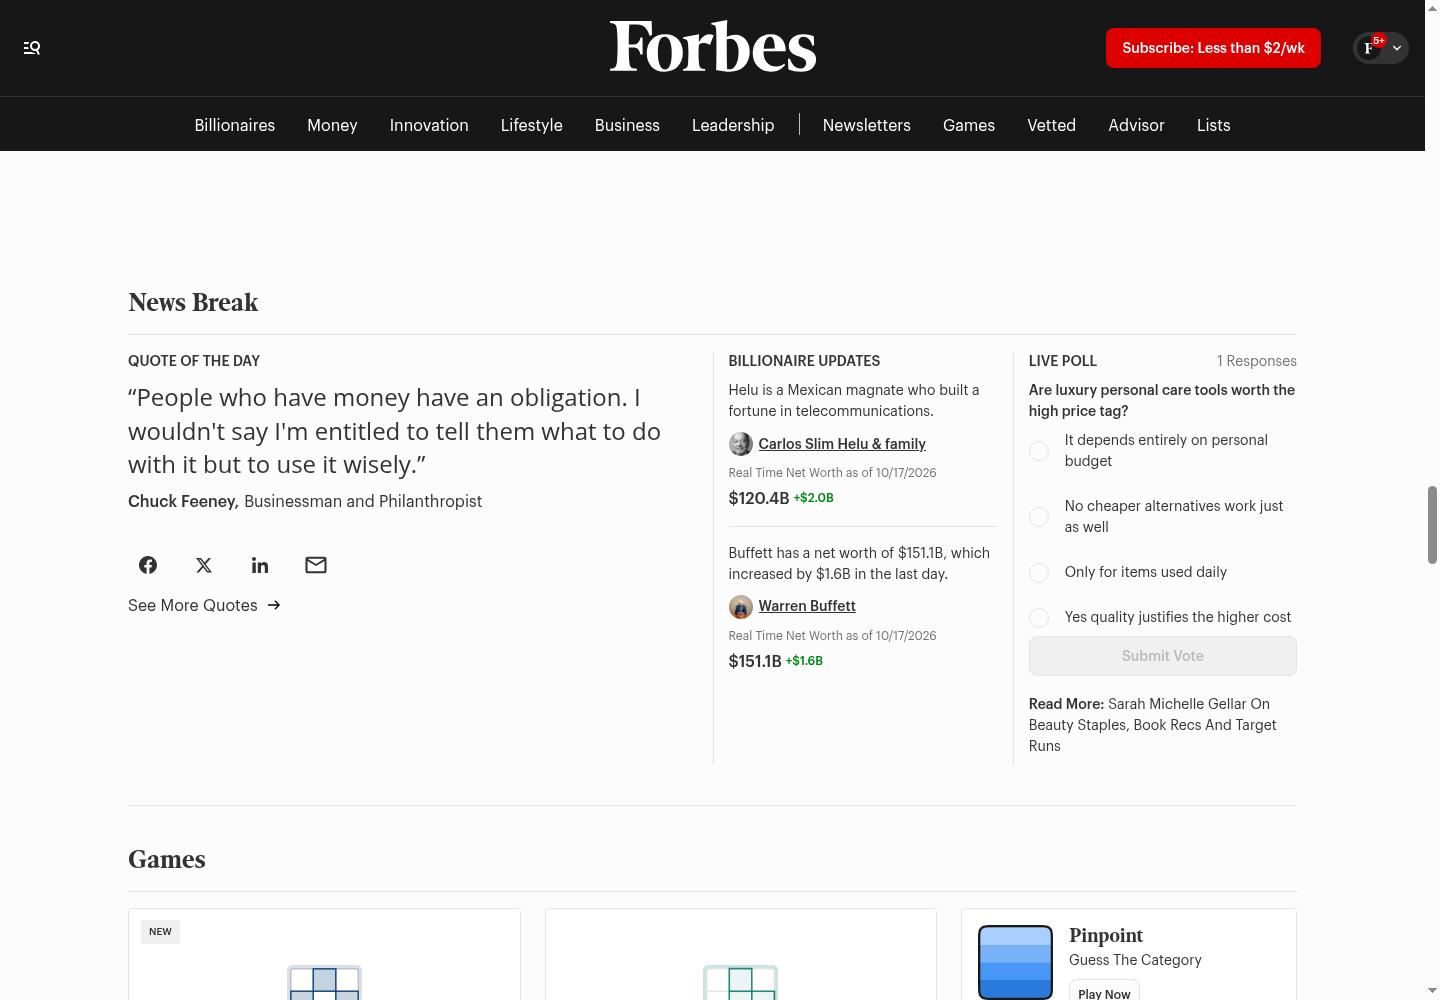 Forbes
Subscribe: Less than $2/wk
F
5+
Billionaires
Money
Innovation
Lifestyle
Business
Leadership
Newsletters
Games
Vetted
Advisor
Lists
News Break
QUOTE OF THE DAY
“People who have money have an obligation. I
wouldn't say I'm entitled to tell them what to do
with it but to use it wisely.”
Chuck Feeney, Businessman and Philanthropist
See More Quotes
BILLIONAIRE UPDATES
Helu is a Mexican magnate who built a
fortune in telecommunications.
Carlos Slim Helu & family
Real Time Net Worth as of 10/17/2026
$120.4B +$2.0B
Buffett has a net worth of $151.1B, which
increased by $1.6B in the last day.
Warren Buffett
Real Time Net Worth as of 10/17/2026
$151.1B +$1.6B
LIVE POLL
1 Responses
Are luxury personal care tools worth the
high price tag?
It depends entirely on personal
budget
No cheaper alternatives work just
as well
Only for items used daily
Yes quality justifies the higher cost
Submit Vote
Read More: Sarah Michelle Gellar On
Beauty Staples, Book Recs And Target
Runs
Games
NEW
Pinpoint
Guess The Category
Play Now